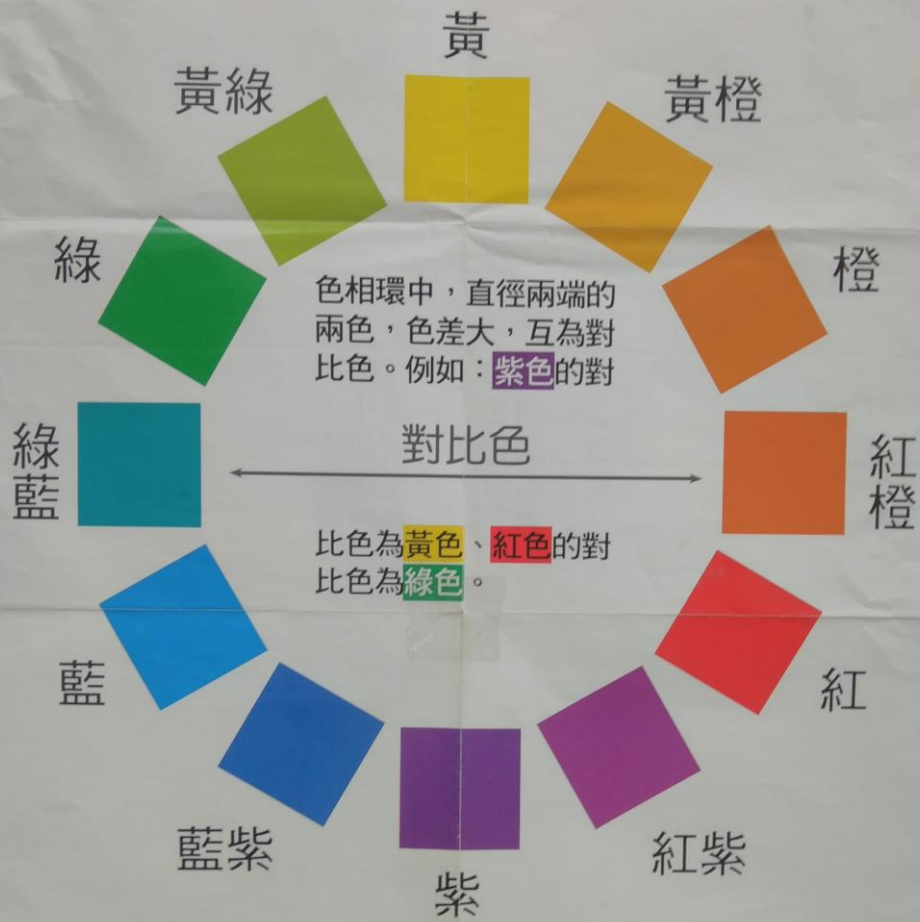 黃
黃綠
黃橙
綠
橙
色相環中，直徑兩端的
兩色，色差大，互為對
比色。例如：紫色的對
對比色
綠藍
紅橙
比色為黃色、紅色的對
比色為綠色。
藍
紅
藍紫
紅紫
紫